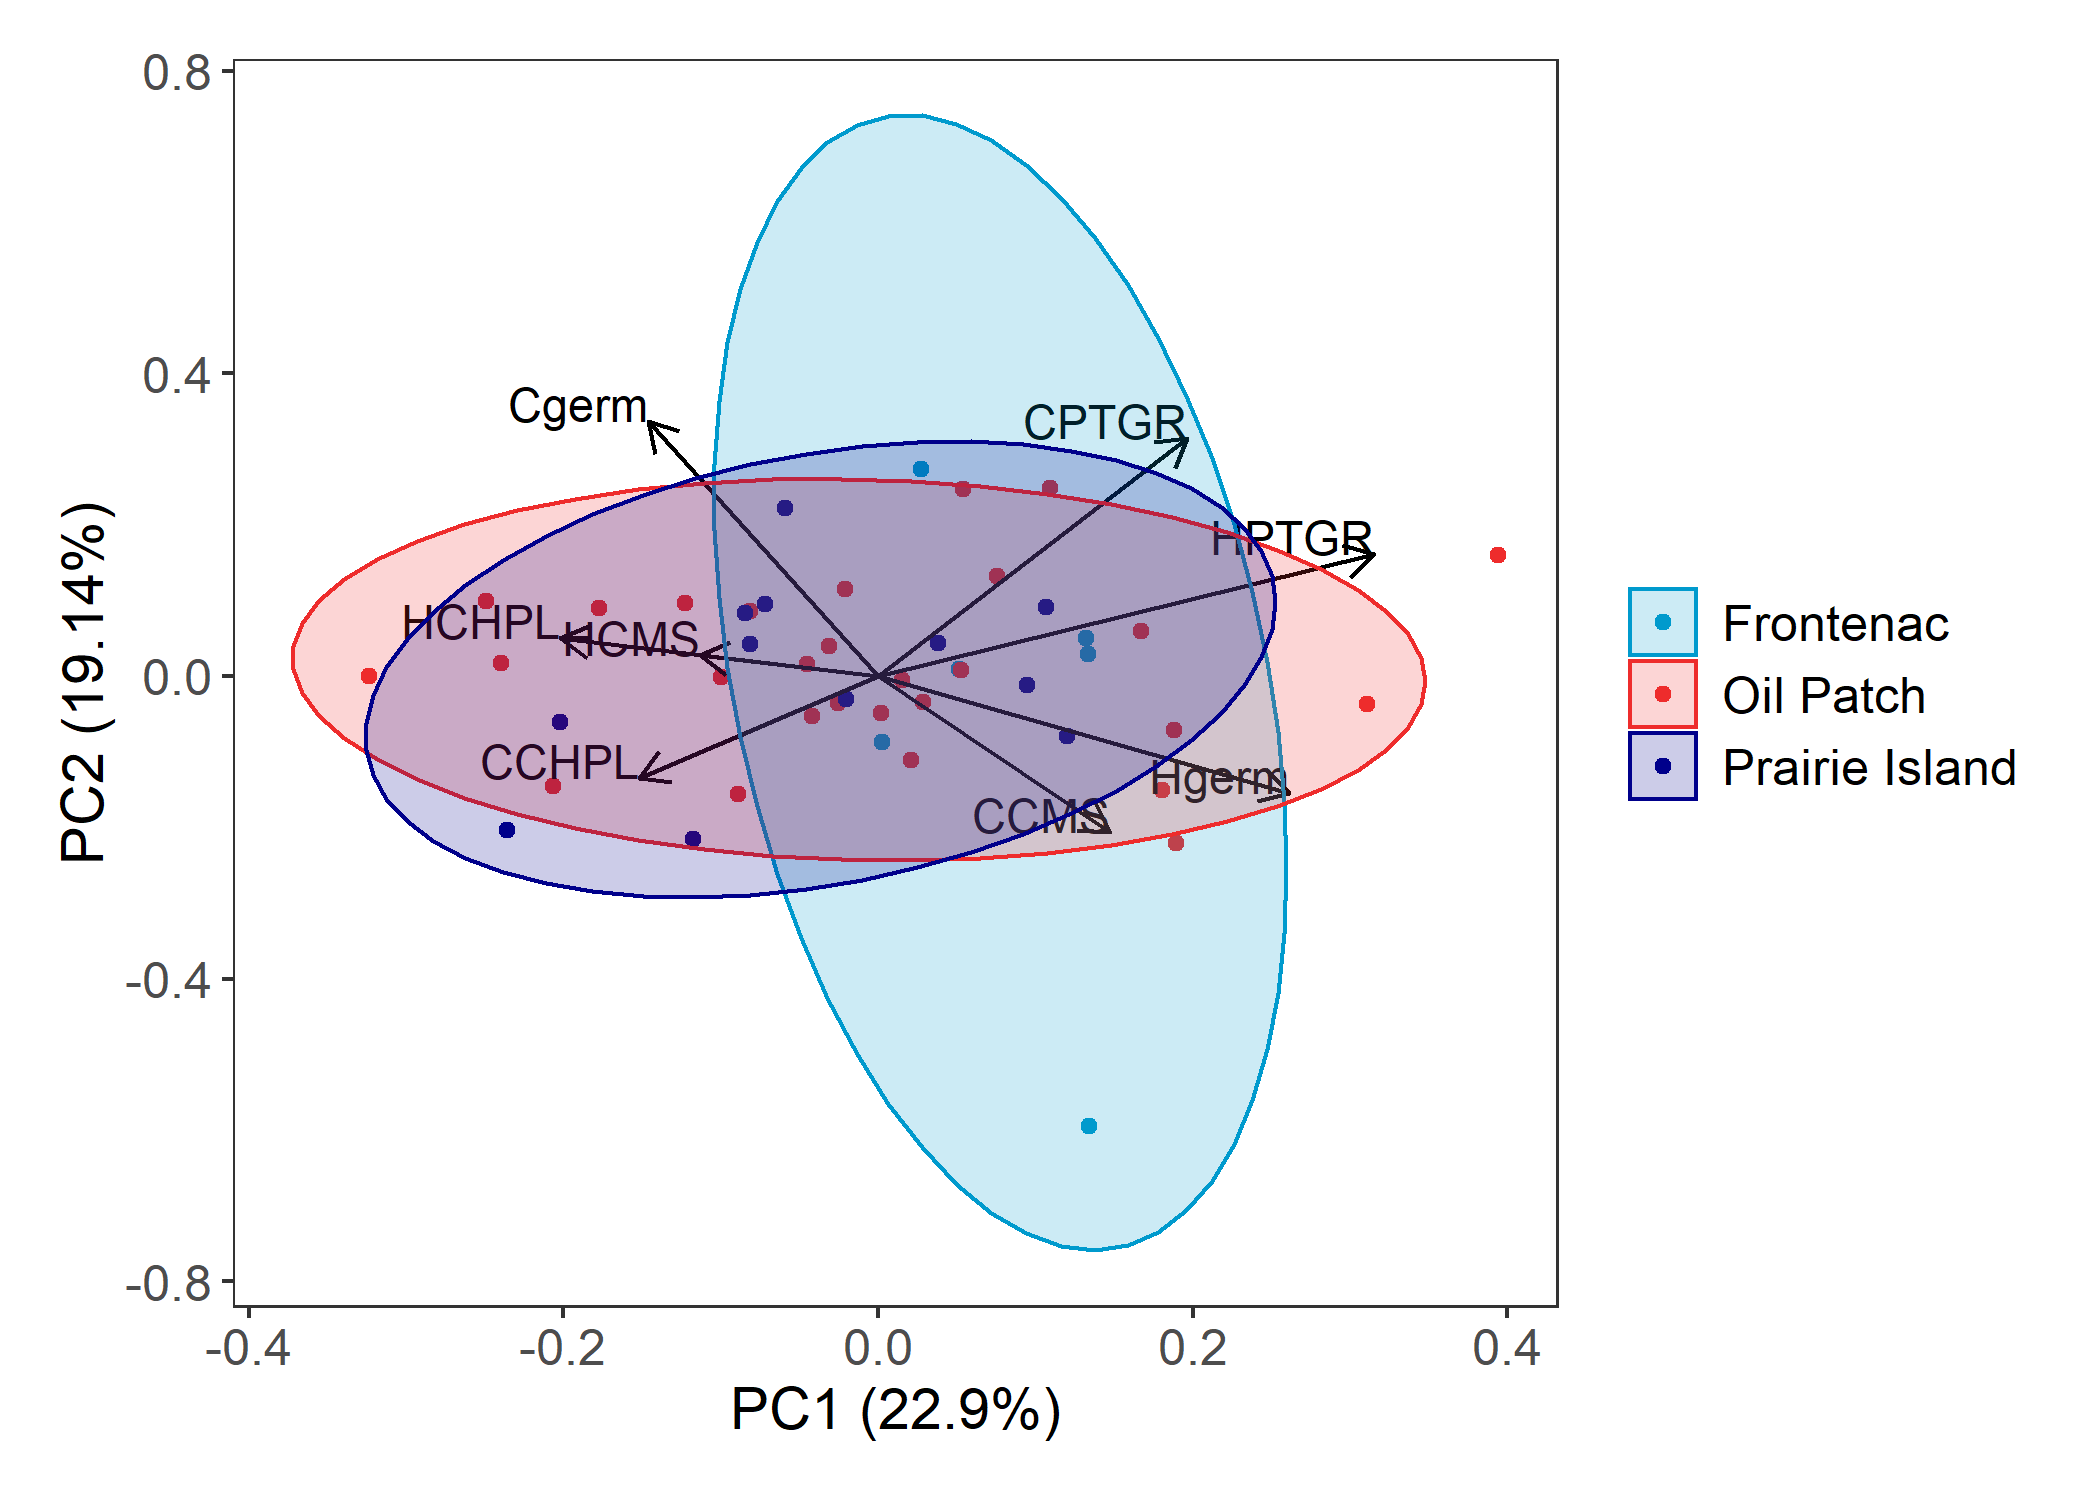 0.8
0.4
0.0
-0.4
-0.8
PC2 (19.14%)
Cgerm
CPTGR
HPTGR
HCHPL
HCMS
CCHPL
Hgerm
CCMS
Frontenac
Oil Patch
Prairie Island
-0.4
-0.2
0.0
0.2
0.4
PC1 (22.9%)